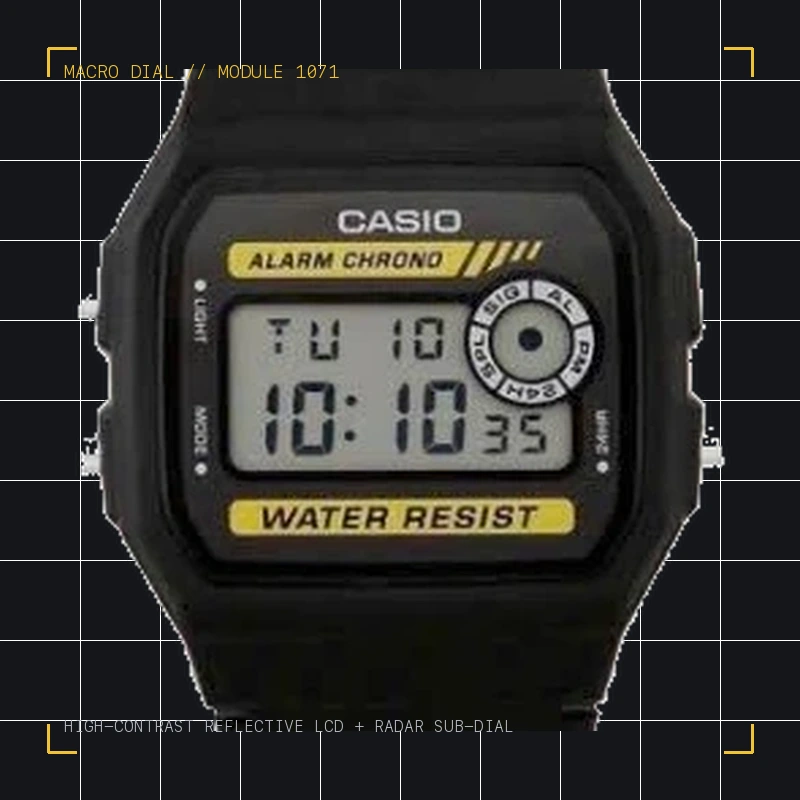 MACRO DIAL // MODULE 1071
CASIO
ALARM CHRONO
LIGHT
SIG
AL
PM
24H
SPL
TU 10
10:10 35
MODE
24HR
WATER RESIST
HIGH-CONTRAST REFLECTIVE LCD + RADAR SUB-DIAL